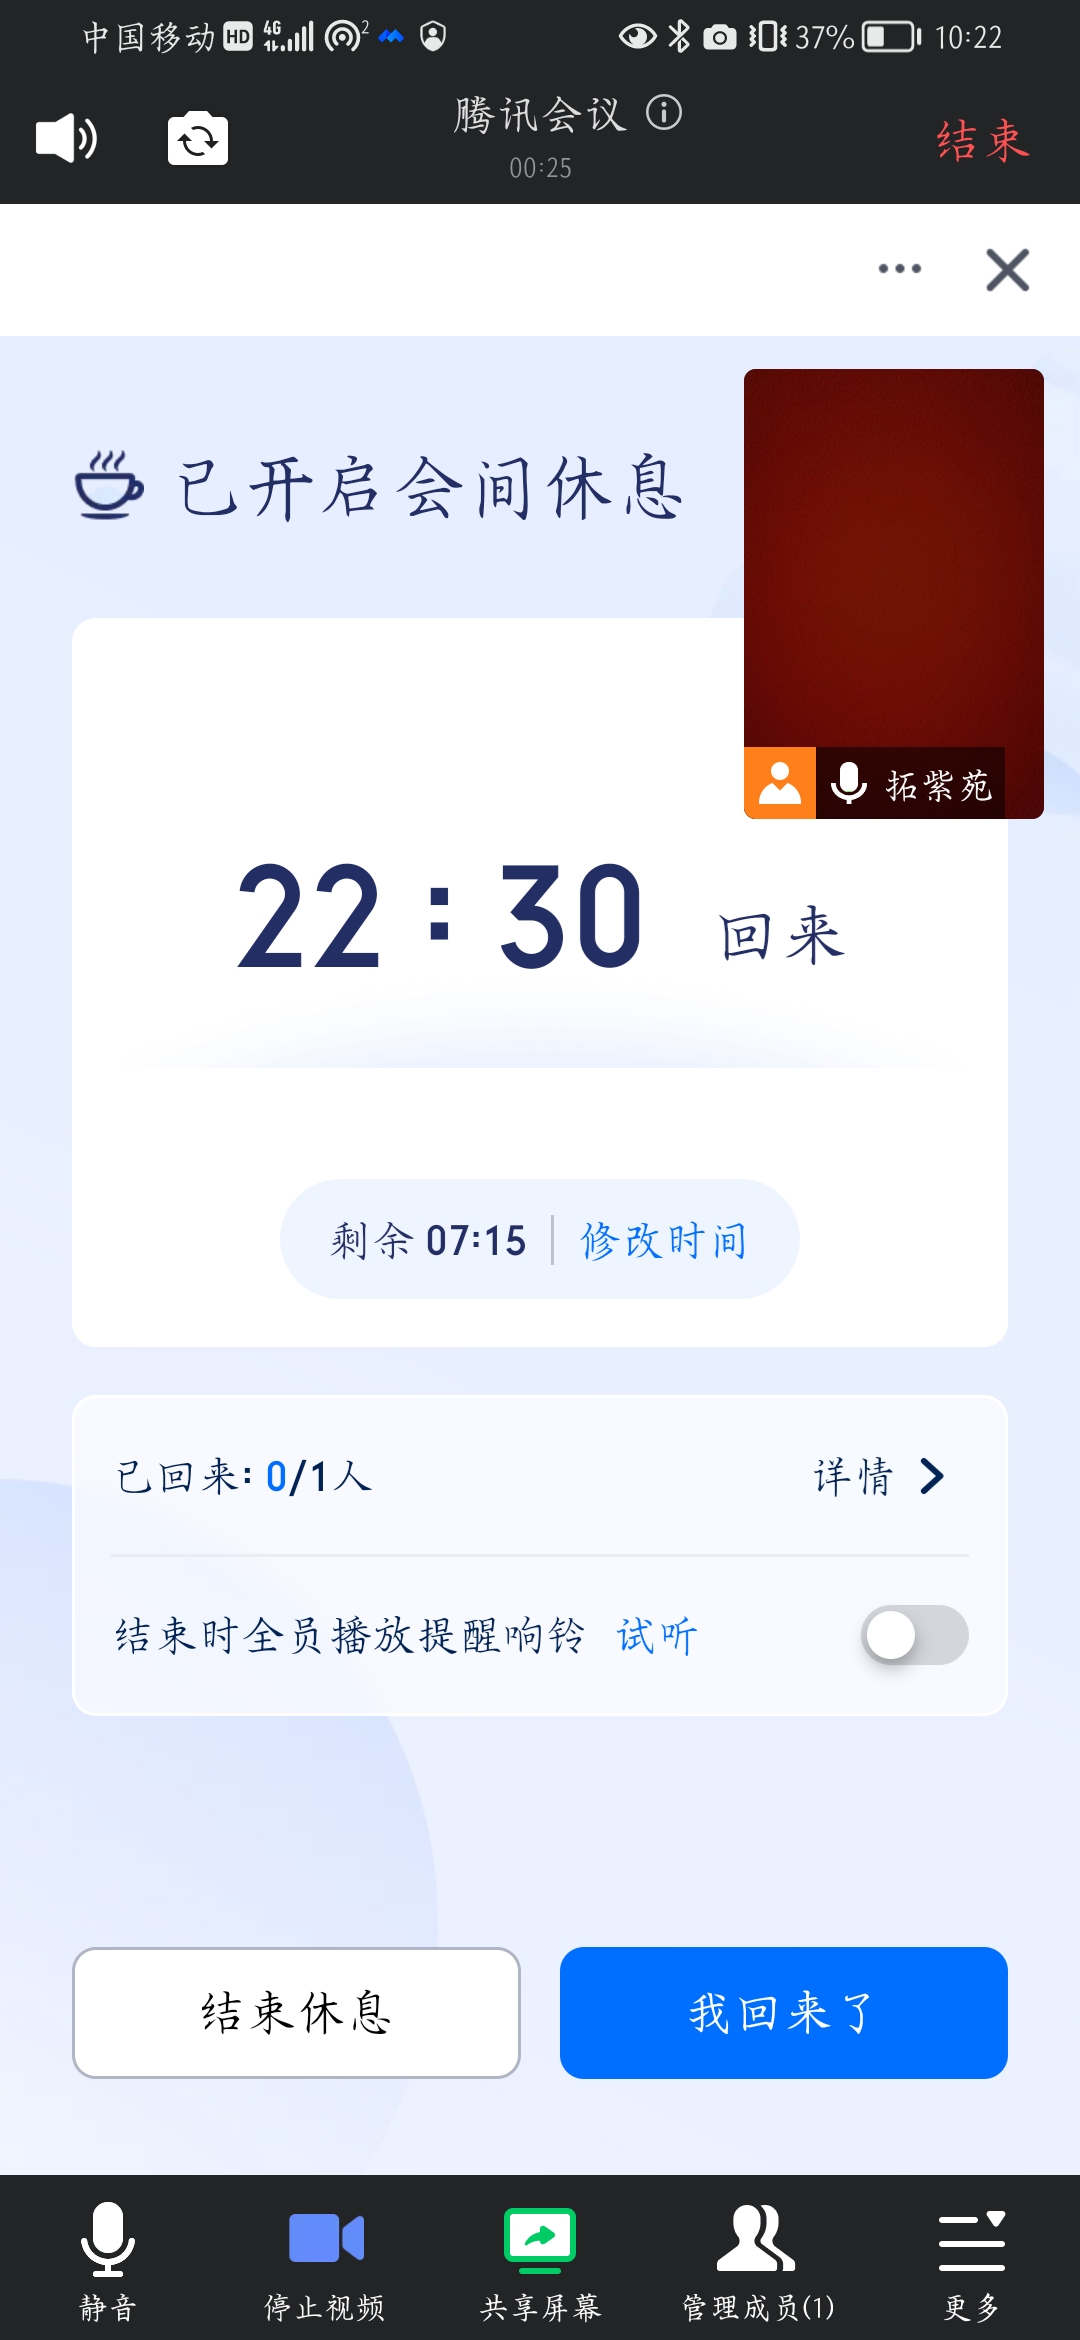 中国移动 HD 4G 2 37% 10:22
腾讯会议
00:25
结束
已开启会间休息
拓紫苑
22:30 回来
剩余 07:15 修改时间
已回来: 0/1人 详情
结束时全员播放提醒响铃 试听
结束休息 我回来了
静音 停止视频 共享屏幕 管理成员(1) 更多